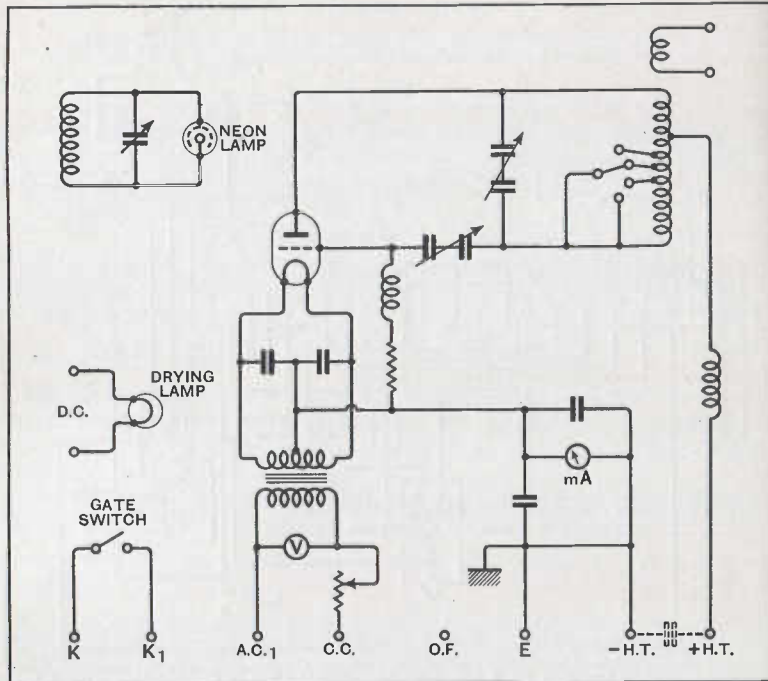 NEON
LAMP
DRYING
LAMP
D.C.
GATE
SWITCH
mA
V
K
K1
A.C.1
C.C.
O.F.
E
-H.T.
+H.T.